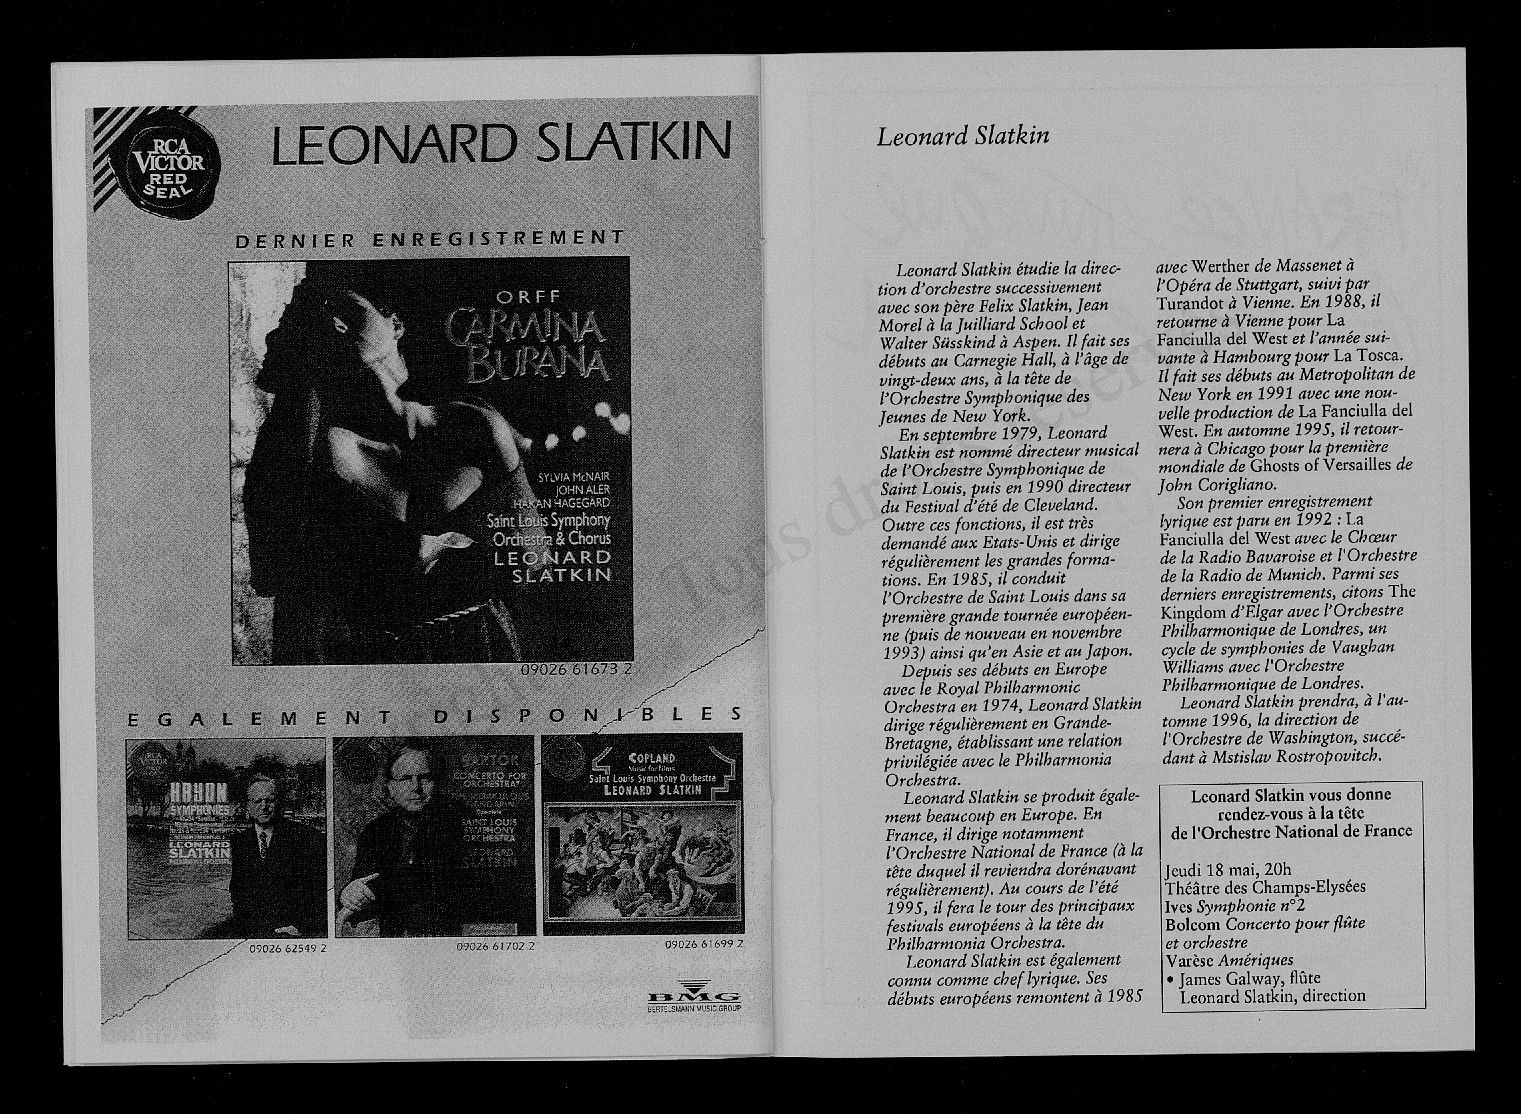 RCA
VICTOR
RED
SEAL
LEONARD SLATKIN
DERNIER ENREGISTREMENT
ORFF
CARMINA
BURANA
SYLVIA McNAIR
JOHN ALER
HÅKAN HAGEGÅRD
Saint Louis Symphony
Orchestra & Chorus
LEONARD
SLATKIN
09026 61673 2
EGALEMENT DISPONIBLES
HAYDN
SYMPHONIES
LEONARD
SLATKIN
09026 62549 2
CONCERTO FOR
ORCHESTRA
SAINT LOUIS
SYMPHONY
ORCHESTRA
09026 61702 2
COPLAND
Music for Films
Saint Louis Symphony Orchestra
LEONARD SLATKIN
09026 61699 2
BMG
BERTELSMANN MUSIC GROUP
Leonard Slatkin
Leonard Slatkin étudie la direc-
tion d'orchestre successivement
avec son père Felix Slatkin, Jean
Morel à la Juilliard School et
Walter Süsskind à Aspen. Il fait ses
débuts au Carnegie Hall, à l'âge de
vingt-deux ans, à la tête de
l'Orchestre Symphonique des
Jeunes de New York.
En septembre 1979, Leonard
Slatkin est nommé directeur musical
de l'Orchestre Symphonique de
Saint Louis, puis en 1990 directeur
du Festival d'été de Cleveland.
Outre ces fonctions, il est très
demandé aux Etats-Unis et dirige
régulièrement les grandes forma-
tions. En 1985, il conduit
l'Orchestre de Saint Louis dans sa
première grande tournée européen-
ne (puis de nouveau en novembre
1993) ainsi qu'en Asie et au Japon.
Depuis ses débuts en Europe
avec le Royal Philharmonic
Orchestra en 1974, Leonard Slatkin
dirige régulièrement en Grande-
Bretagne, établissant une relation
privilégiée avec le Philharmonia
Orchestra.
Leonard Slatkin se produit égale-
ment beaucoup en Europe. En
France, il dirige notamment
l'Orchestre National de France (à la
tête duquel il reviendra dorénavant
régulièrement). Au cours de l'été
1995, il fera le tour des principaux
festivals européens à la tête du
Philharmonia Orchestra.
Leonard Slatkin est également
connu comme chef lyrique. Ses
débuts européens remontent à 1985
avec Werther de Massenet à
l'Opéra de Stuttgart, suivi par
Turandot à Vienne. En 1988, il
retourne à Vienne pour La
Fanciulla del West et l'année sui-
vante à Hambourg pour La Tosca.
Il fait ses débuts au Metropolitan de
New York en 1991 avec une nou-
velle production de La Fanciulla del
West. En automne 1995, il retour-
nera à Chicago pour la première
mondiale de Ghosts of Versailles de
John Corigliano.
Son premier enregistrement
lyrique est paru en 1992 : La
Fanciulla del West avec le Chœur
de la Radio Bavaroise et l'Orchestre
de la Radio de Munich. Parmi ses
derniers enregistrements, citons The
Kingdom d'Elgar avec l'Orchestre
Philharmonique de Londres, un
cycle de symphonies de Vaughan
Williams avec l'Orchestre
Philharmonique de Londres.
Leonard Slatkin prendra, à l'au-
tomne 1996, la direction de
l'Orchestre de Washington, succé-
dant à Mstislav Rostropovitch.
Leonard Slatkin vous donne
rendez-vous à la tête
de l'Orchestre National de France
Jeudi 18 mai, 20h
Théâtre des Champs-Elysées
Ives Symphonie n°2
Bolcom Concerto pour flûte
et orchestre
Varèse Amériques
• James Galway, flûte
Leonard Slatkin, direction